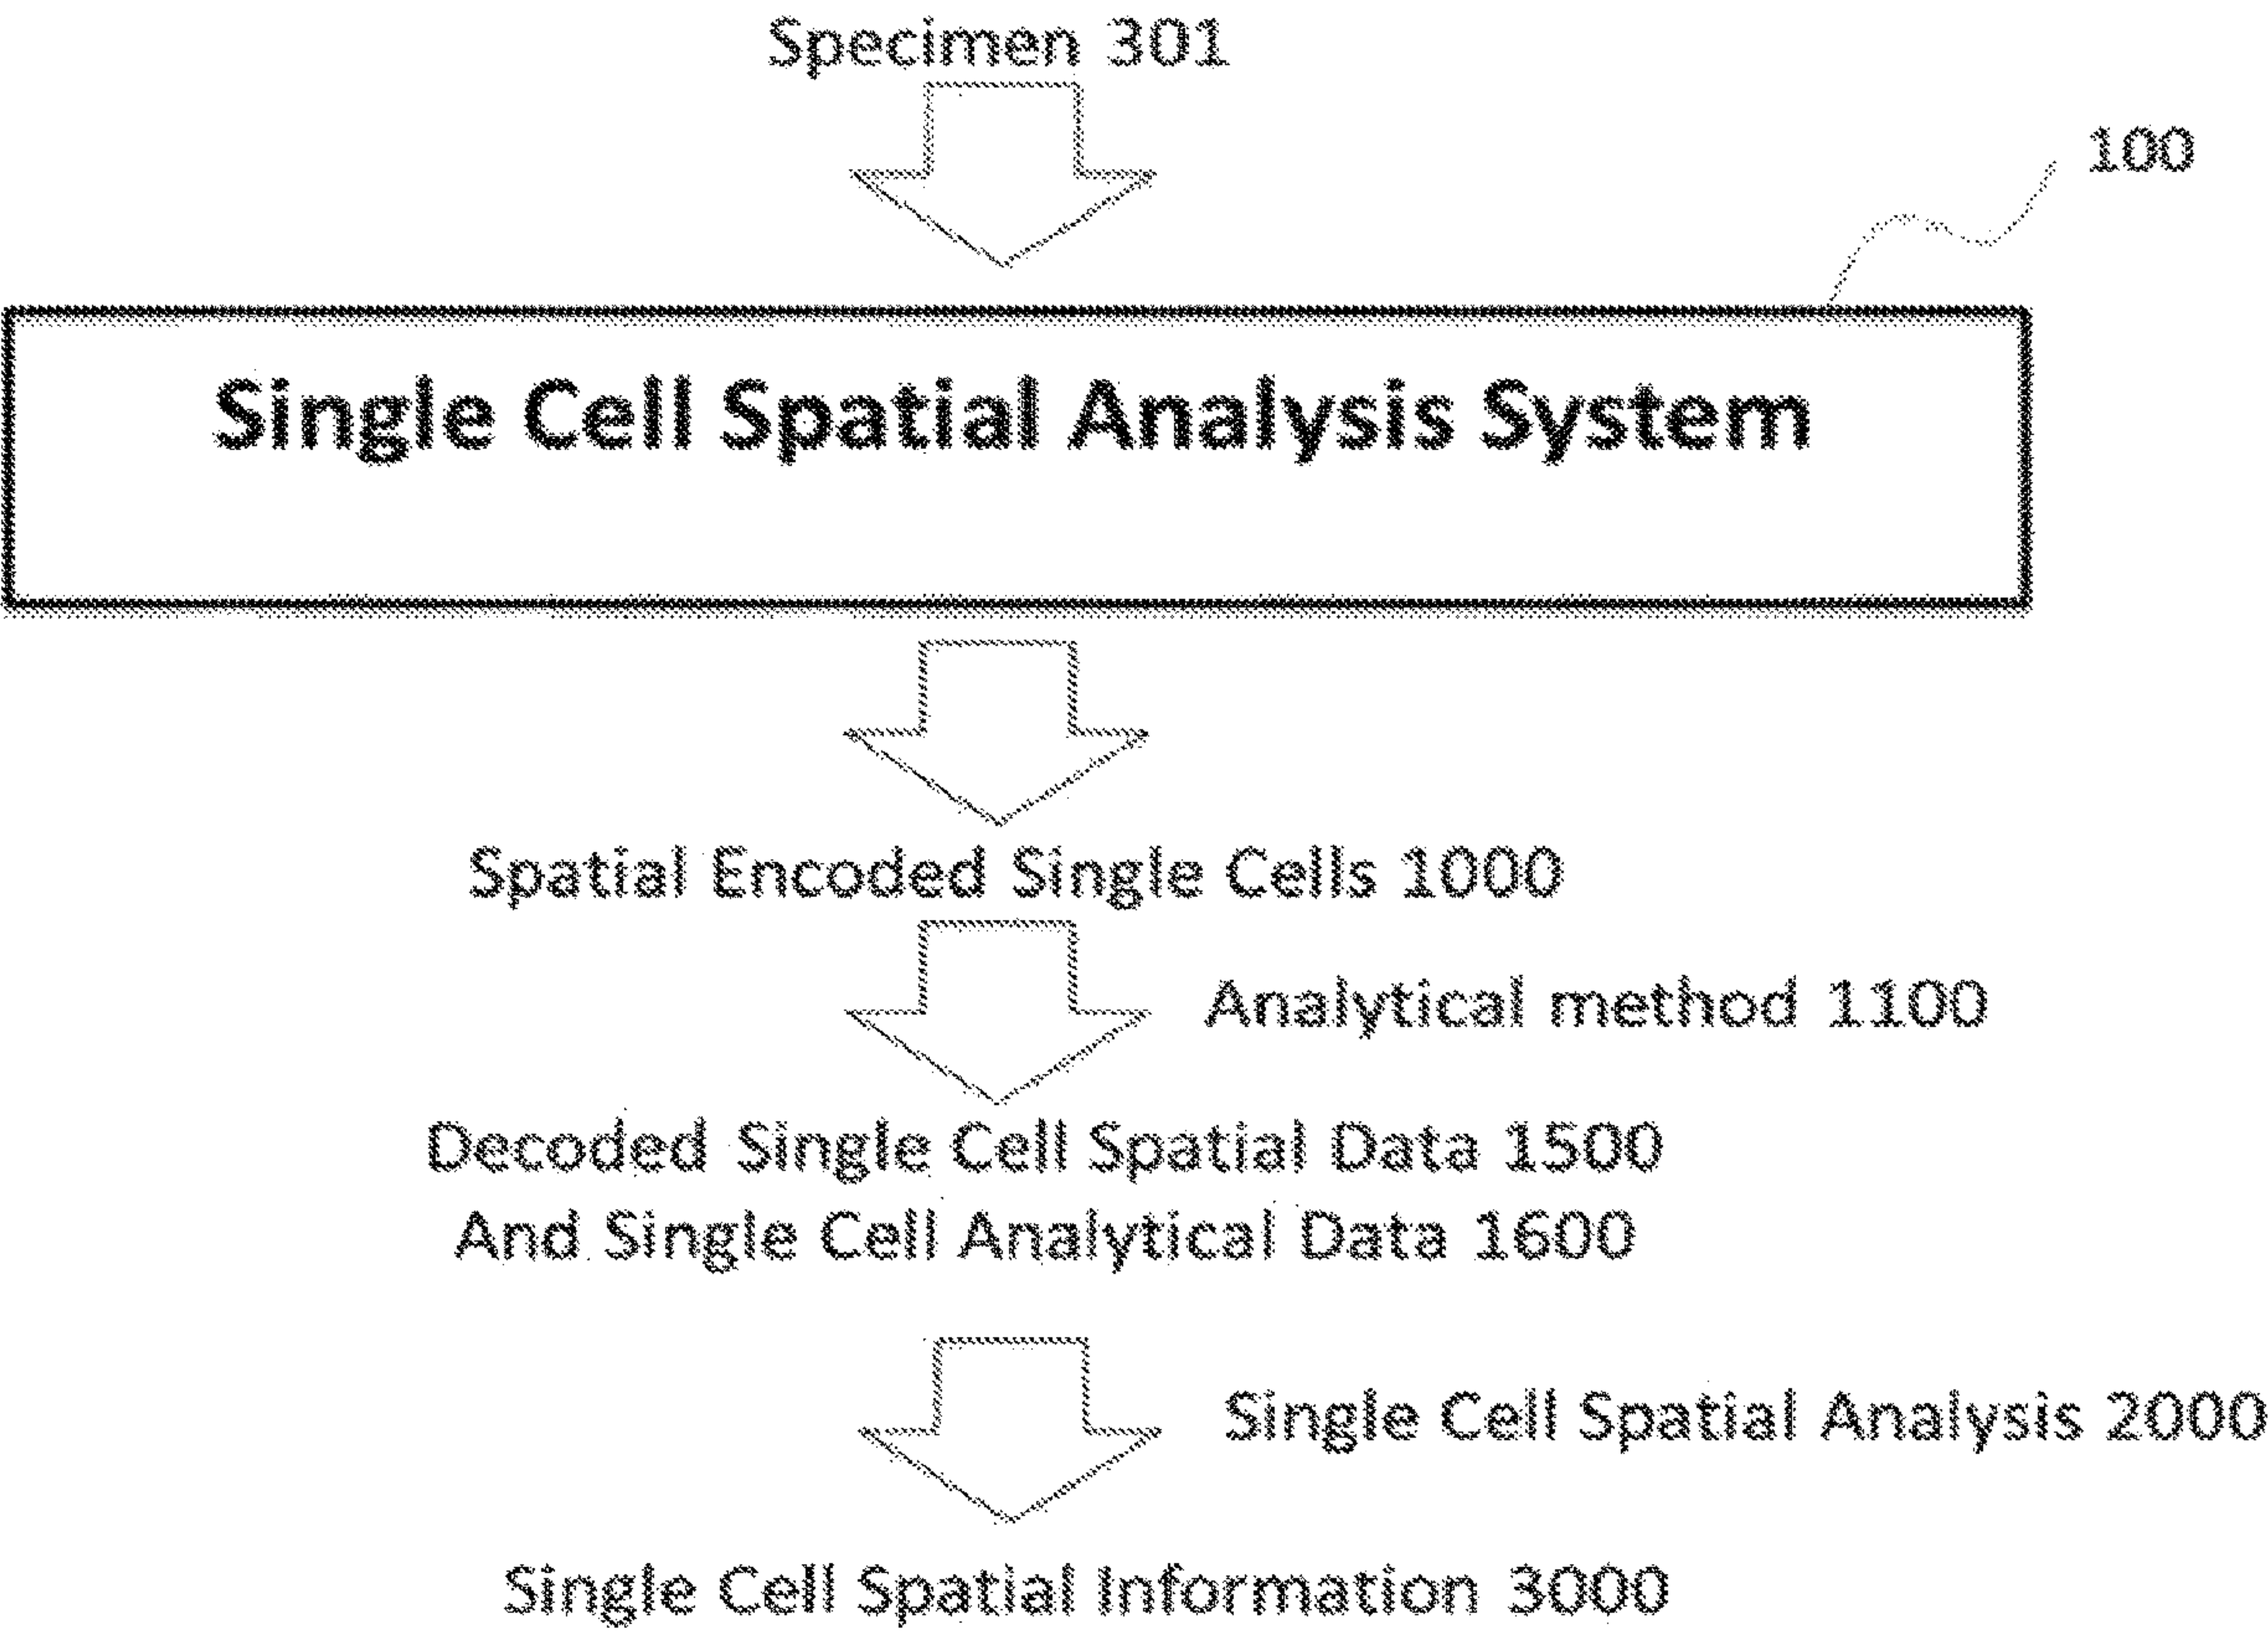 Specimen 301
100
Single Cell Spatial Analysis System
Spatial Encoded Single Cells 1000
Analytical method 1100
Decoded Single Cell Spatial Data 1500
And Single Cell Analytical Data 1600
Single Cell Spatial Analysis 2000
Single Cell Spatial Information 3000